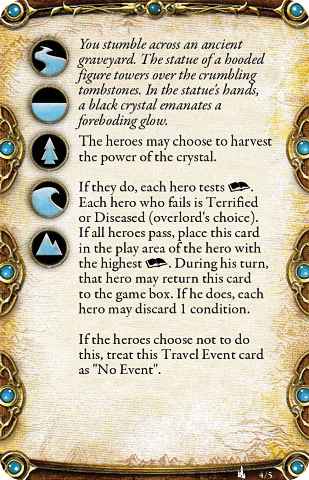 You stumble across an ancient
graveyard. The statue of a hooded
figure towers over the crumbling
tombstones. In the statue's hands,
a black crystal emanates a
foreboding glow.
The heroes may choose to harvest
the power of the crystal.
If they do, each hero tests .
Each hero who fails is Terrified
or Diseased (overlord's choice).
If all heroes pass, place this card
in the play area of the hero with
the highest . During his turn,
that hero may return this card
to the game box. If he does, each
hero may discard 1 condition.
If the heroes choose not to do
this, treat this Travel Event card
as "No Event".
4/5